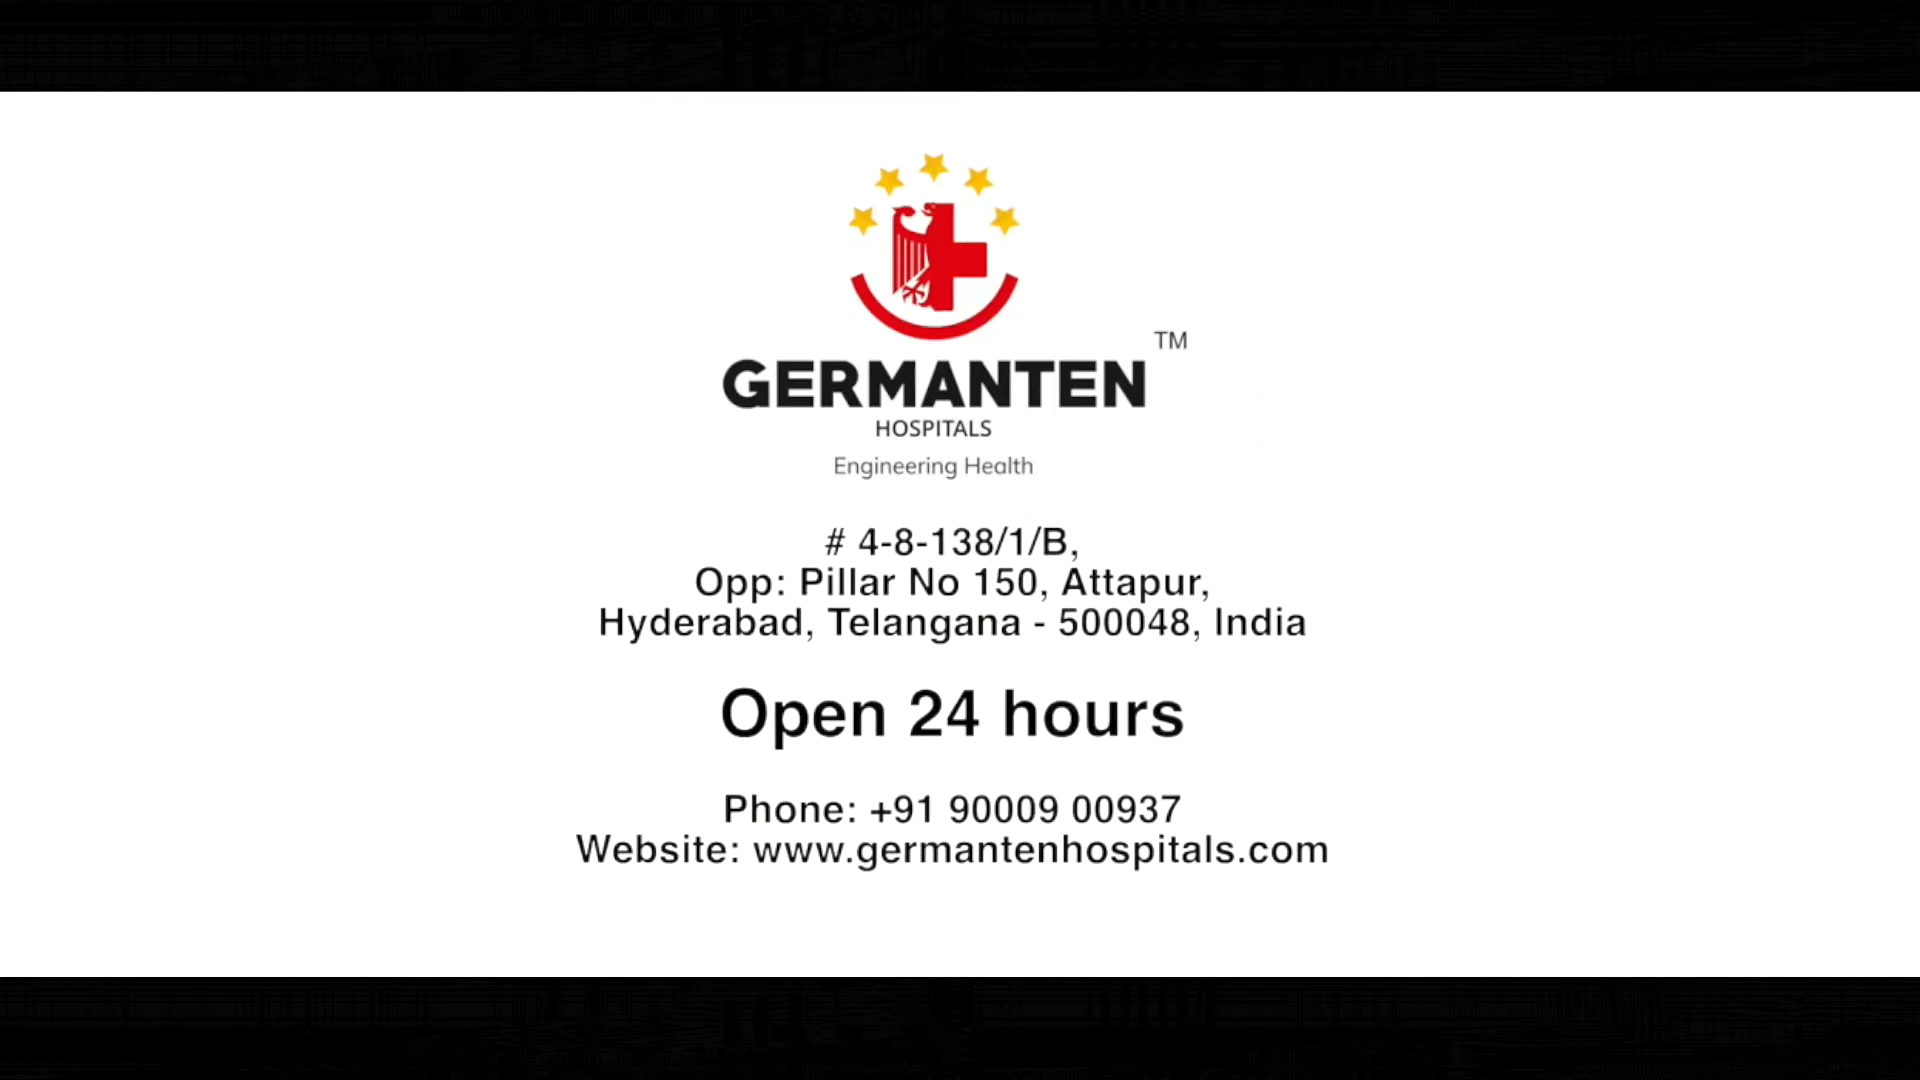 TM
GERMANTEN
HOSPITALS
Engineering Health
# 4-8-138/1/B,
Opp: Pillar No 150, Attapur,
Hyderabad, Telangana - 500048, India
Open 24 hours
Phone: +91 90009 00937
Website: www.germantenhospitals.com